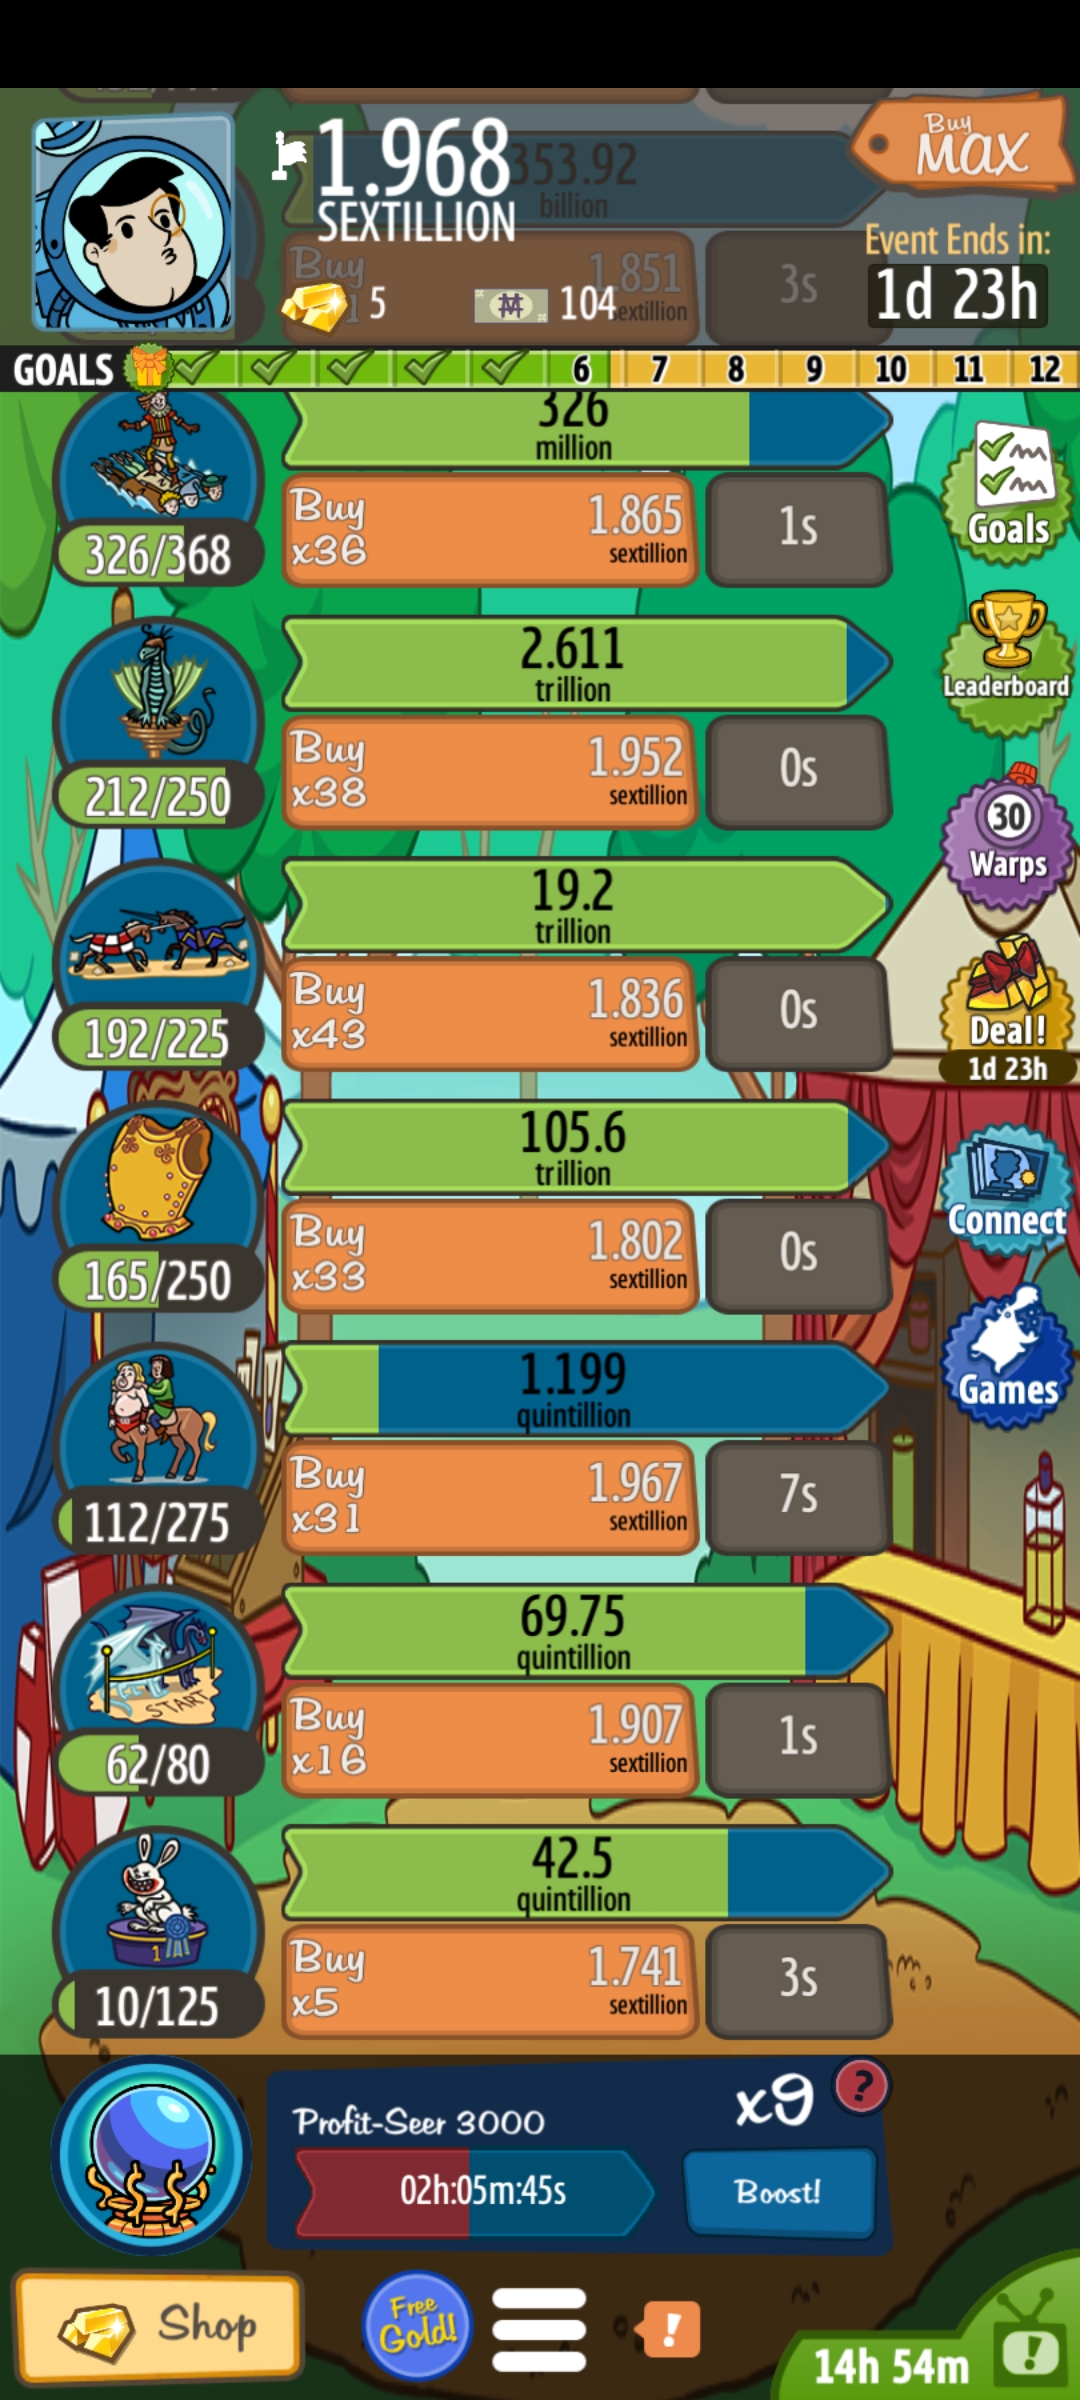 1.968
SEXTILLION
353.92
billion
Buy
MAX
Buy
1.851
sextillion
3s
5
104
Event Ends in:
1d 23h
GOALS
6 7 8 9 10 11 12
326
million
Buy
x36
1.865
sextillion
1s
326/368
Goals
2.611
trillion
Buy
x38
1.952
sextillion
0s
212/250
Leaderboard
19.2
trillion
Buy
x43
1.836
sextillion
0s
192/225
30
Warps
Deal!
1d 23h
105.6
trillion
Buy
x33
1.802
sextillion
0s
165/250
Connect
1.199
quintillion
Buy
x31
1.967
sextillion
7s
112/275
Games
69.75
quintillion
START
Buy
x16
1.907
sextillion
1s
62/80
42.5
quintillion
1
Buy
x5
1.741
sextillion
3s
10/125
Profit-Seer 3000
x9
?
02h:05m:45s
Boost!
Shop
Free
Gold!
!
14h 54m
!